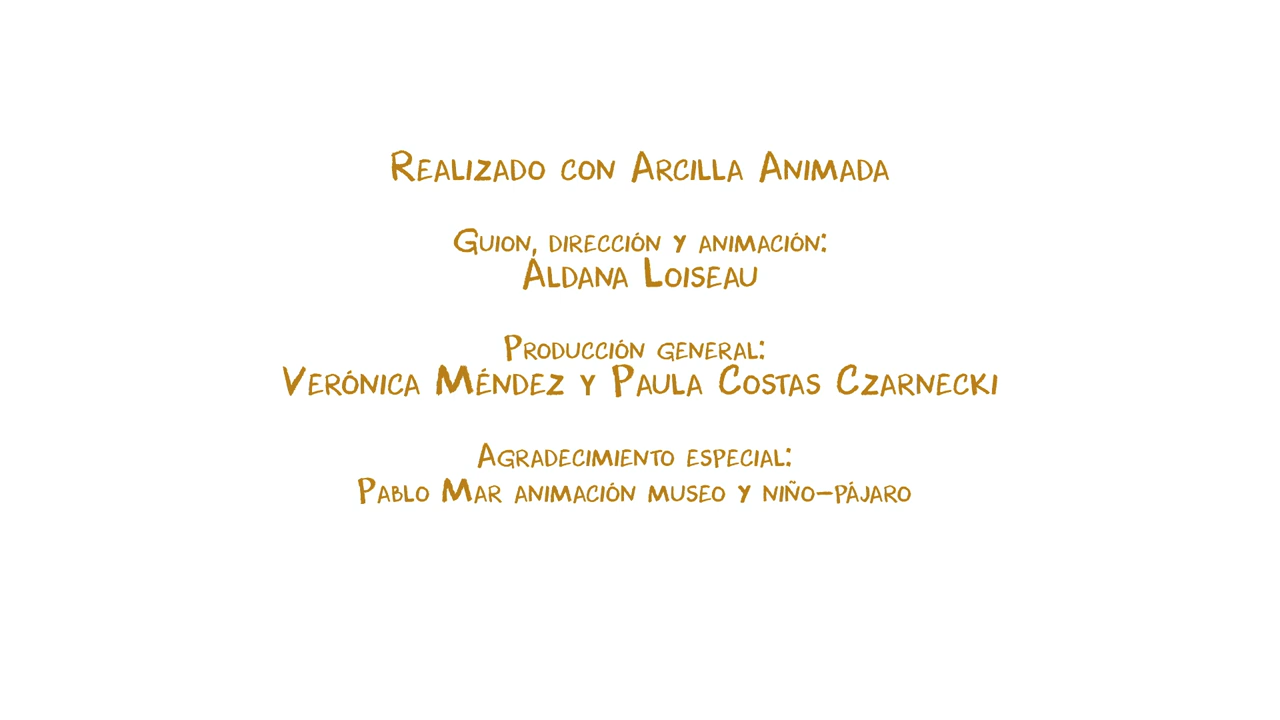 Realizado con Arcilla Animada
Guion, dirección y animación:
Aldana Loiseau
Producción general:
Verónica Méndez y Paula Costas Czarnecki
Agradecimiento especial:
Pablo Mar animación museo y niño-pájaro